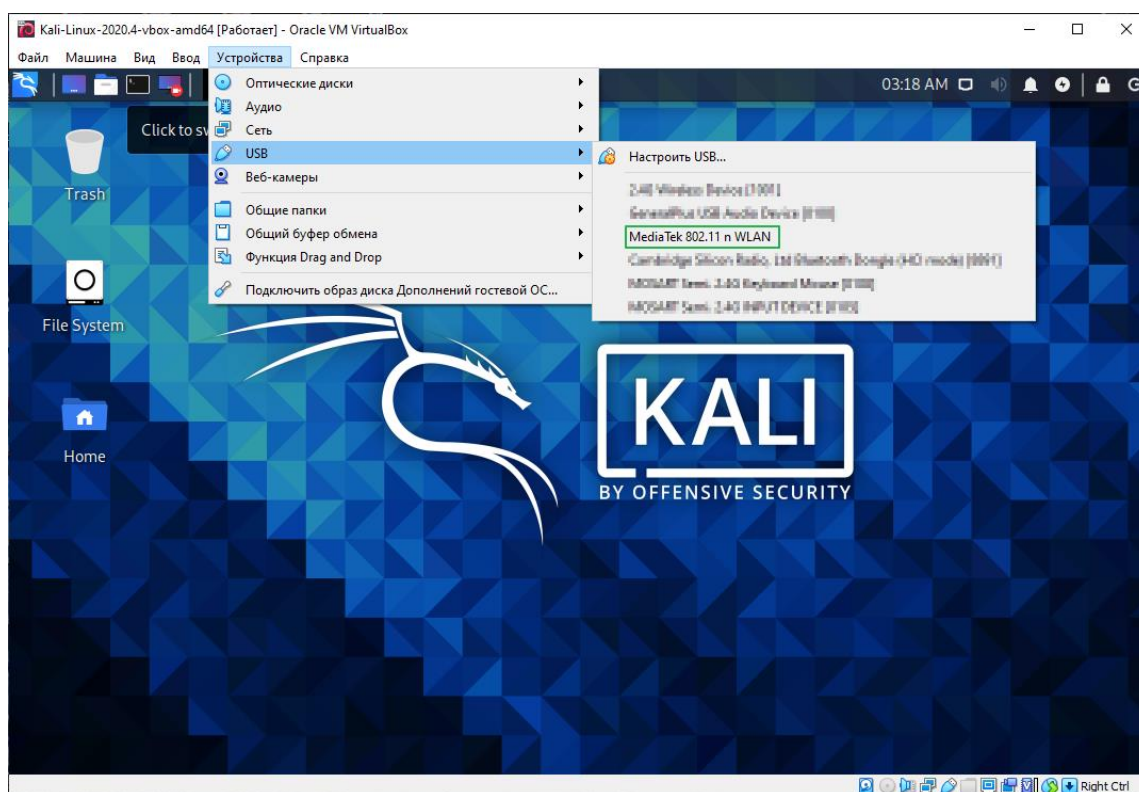 Kali-Linux-2020.4-vbox-amd64 [Работает] - Oracle VM VirtualBox
Файл Машина Вид Ввод Устройства Справка
03:18 AM
Оптические диски
Аудио
Click to
Сеть
USB
Настроить USB...
Веб-камеры
Trash
Общие папки
Общий буфер обмена
MediaTek 802.11 n WLAN
Функция Drag and Drop
Подключить образ диска Дополнений гостевой ОС...
File System
KALI
Home
BY OFFENSIVE SECURITY
Right Ctrl